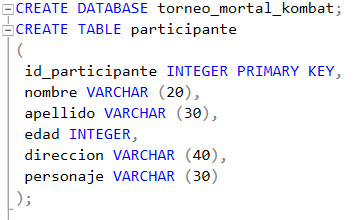 CREATE DATABASE torneo_mortal_kombat;
CREATE TABLE participante
(
id_participante INTEGER PRIMARY KEY,
nombre VARCHAR (20),
apellido VARCHAR (30),
edad INTEGER,
direccion VARCHAR (40),
personaje VARCHAR (30)
);